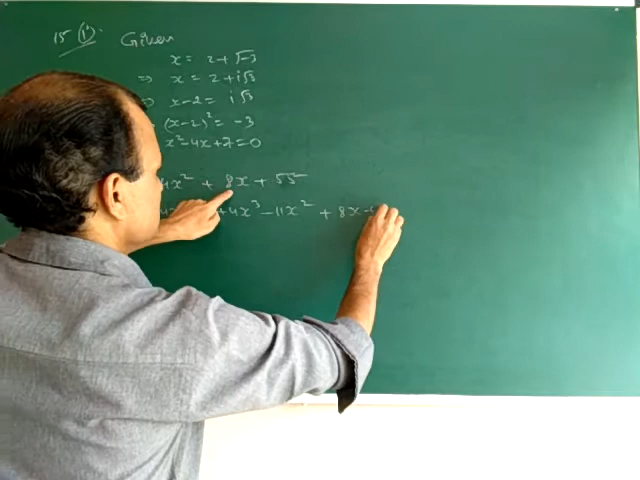 15 (i). Given
x = 2 + √-3
⇒ x = 2 + i√3
⇒ x - 2 = i√3
(x-2)² = -3
x² - 4x + 7 = 0
4x² + 8x + 55
+ 4x³ - 11x² + 8x